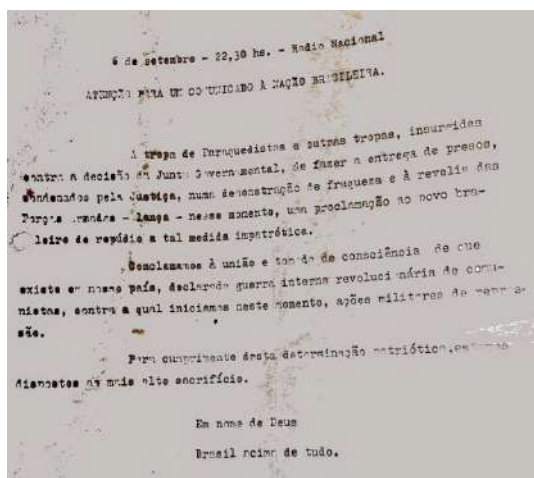 6 de setembro - 22,30 hs. - Radio Nacional
ATENÇÃO PARA UM COMUNICADO À NAÇÃO BRASILEIRA.
A tropa de Paraquedistas e outras tropas, insurgidas
contra a decisão da Junta Governamental, de fazer a entrega de presos,
condenados pela Justiça, numa demonstração de fraqueza e à revelia das
Forças Armadas - lança - nesse momento, uma proclamação ao povo bra-
leiro de repúdio a tal medida impatrótica.
Conclamamos à união e tomada de consciência de que
existe em nosso país, declarada guerra interna revolucionária de comu-
nistas, contra a qual iniciamos neste momento, ações militares de
são.
Para cumprimento desta determinação patriótica, estamos
dispostos ao mais alto sacrifício.
Em nome de Deus
Brasil acima de tudo.